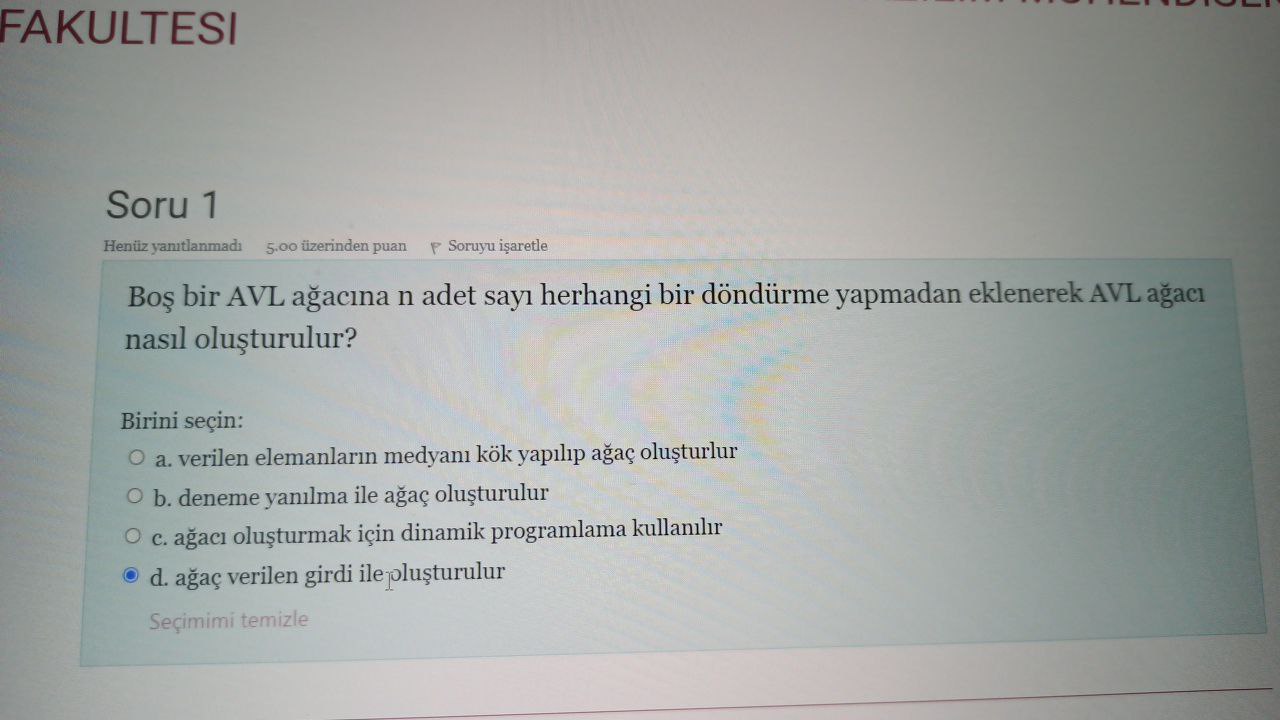 FAKULTESI
Soru 1
Henüz yanıtlanmadı 5.00 üzerinden puan Soruyu işaretle
Boş bir AVL ağacına n adet sayı herhangi bir döndürme yapmadan eklenerek AVL ağacı
nasıl oluşturulur?
Birini seçin:
a. verilen elemanların medyanı kök yapılıp ağaç oluşturlur
b. deneme yanılma ile ağaç oluşturulur
c. ağacı oluşturmak için dinamik programlama kullanılır
d. ağaç verilen girdi ile oluşturulur
Seçimimi temizle